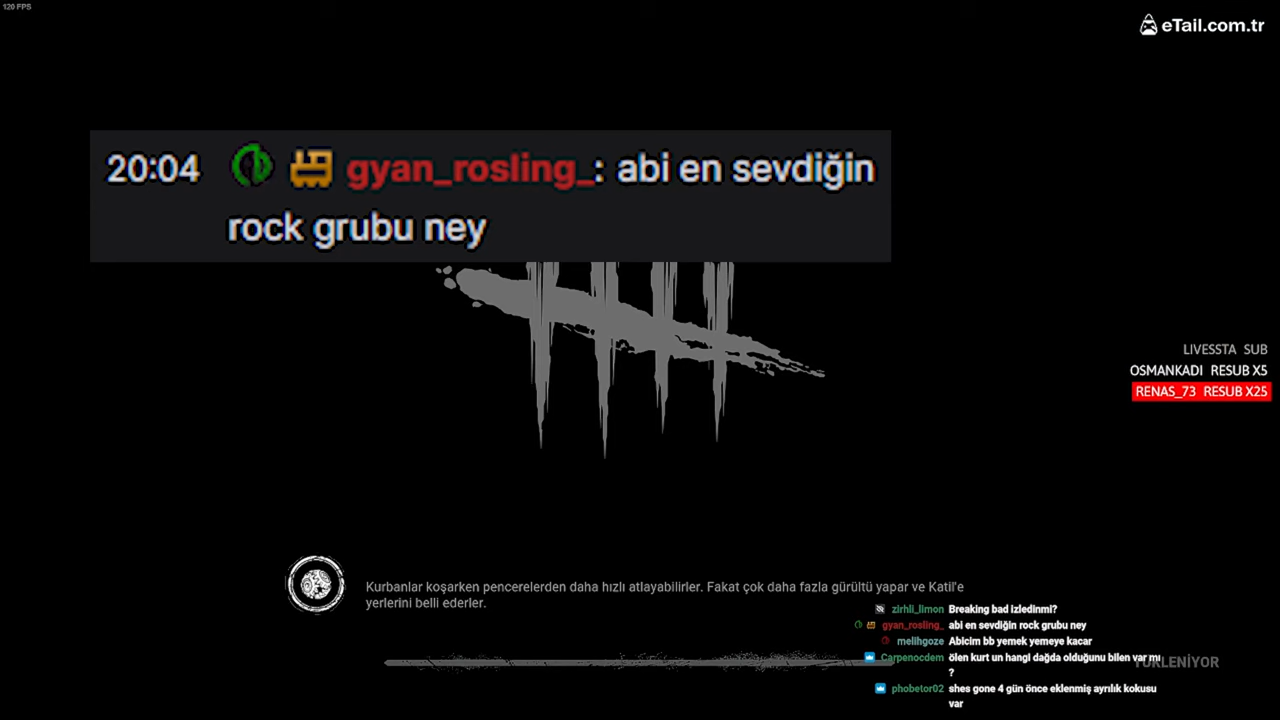 120 FPS
eTail.com.tr
20:04 gyan_rosling_: abi en sevdiğin
rock grubu ney
LIVESSTA SUB
OSMANKADI RESUB X5
RENAS_73 RESUB X25
Kurbanlar koşarken pencerelerden daha hızlı atlayabilirler. Fakat çok daha fazla gürültü yapar ve Katil'e
yerlerini belli ederler.
zirhli_limon Breaking bad izledinmi?
gyan_rosling_ abi en sevdiğin rock grubu ney
melihgoze Abicim bb yemek yemeye kacar
Carpenocdem ölen kurt un hangi dağda olduğunu bilen var mı
?
YÜKLENİYOR
phobetor02 shes gone 4 gün önce eklenmiş ayrılık kokusu
var